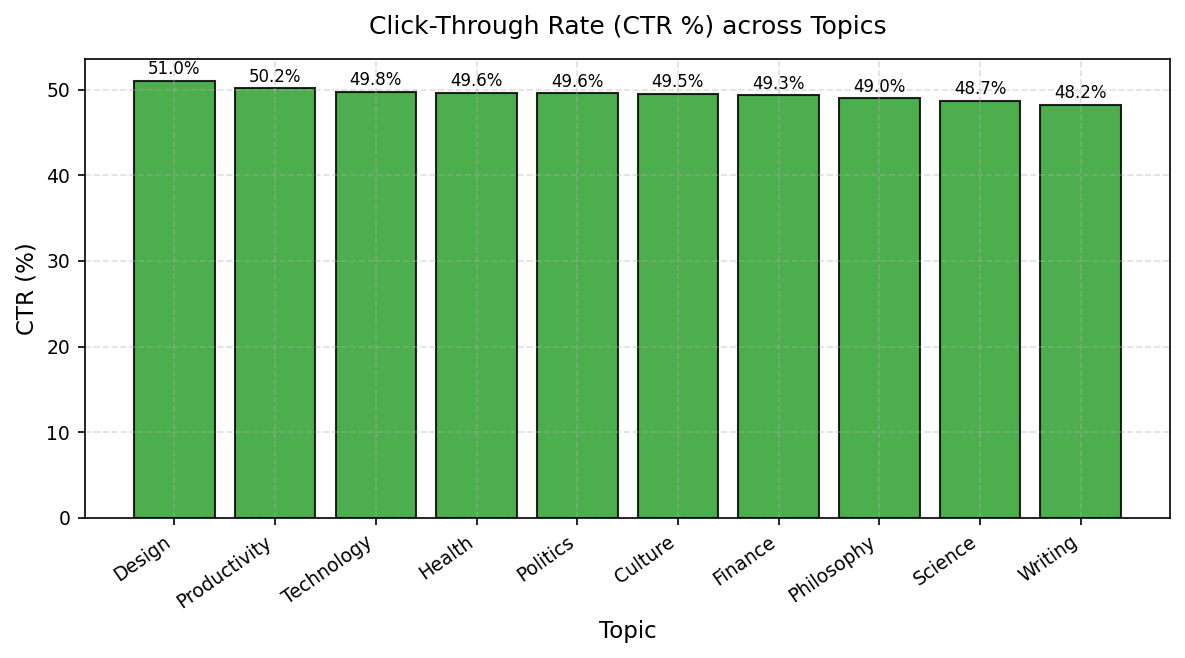 Click-Through Rate (CTR %) across Topics
51.0%
50.2%
49.8%
49.6%
49.6%
49.5%
49.3%
49.0%
48.7%
48.2%
CTR (%)
50
40
30
20
10
0
Design
Productivity
Technology
Health
Politics
Culture
Finance
Philosophy
Science
Writing
Topic